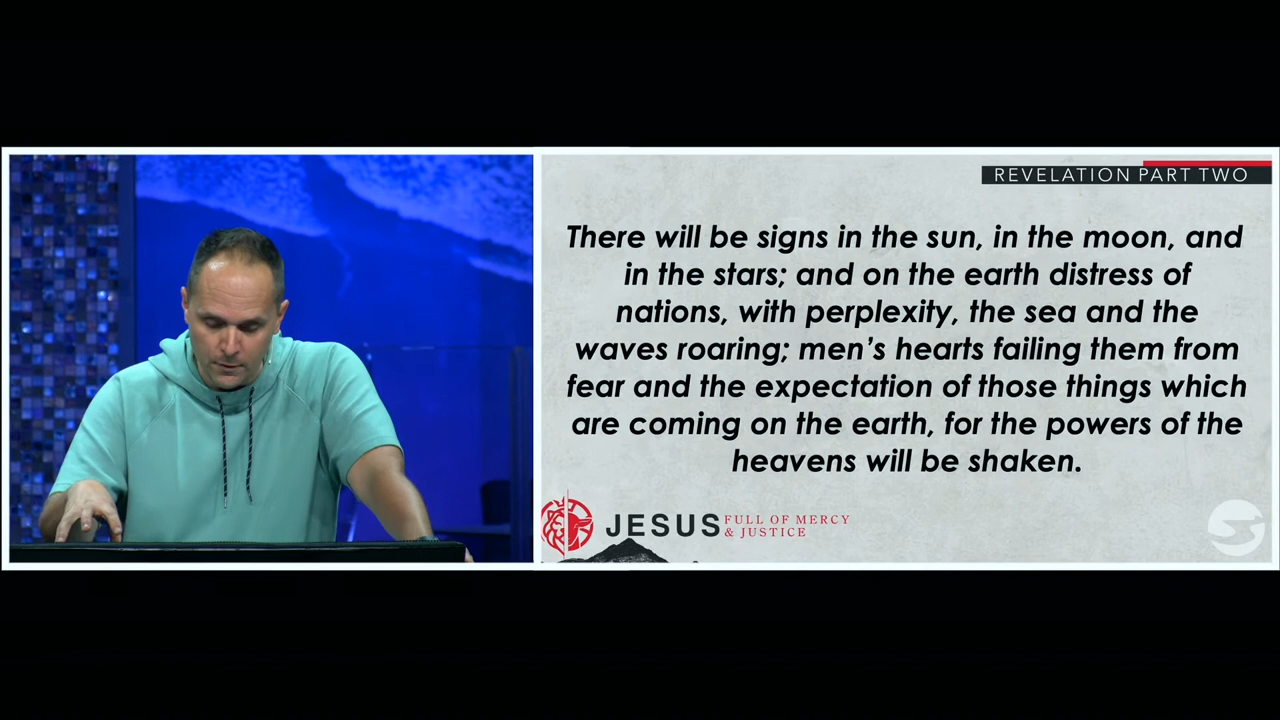 REVELATION PART TWO
There will be signs in the sun, in the moon, and
in the stars; and on the earth distress of
nations, with perplexity, the sea and the
waves roaring; men’s hearts failing them from
fear and the expectation of those things which
are coming on the earth, for the powers of the
heavens will be shaken.
JESUS FULL OF MERCY
& JUSTICE